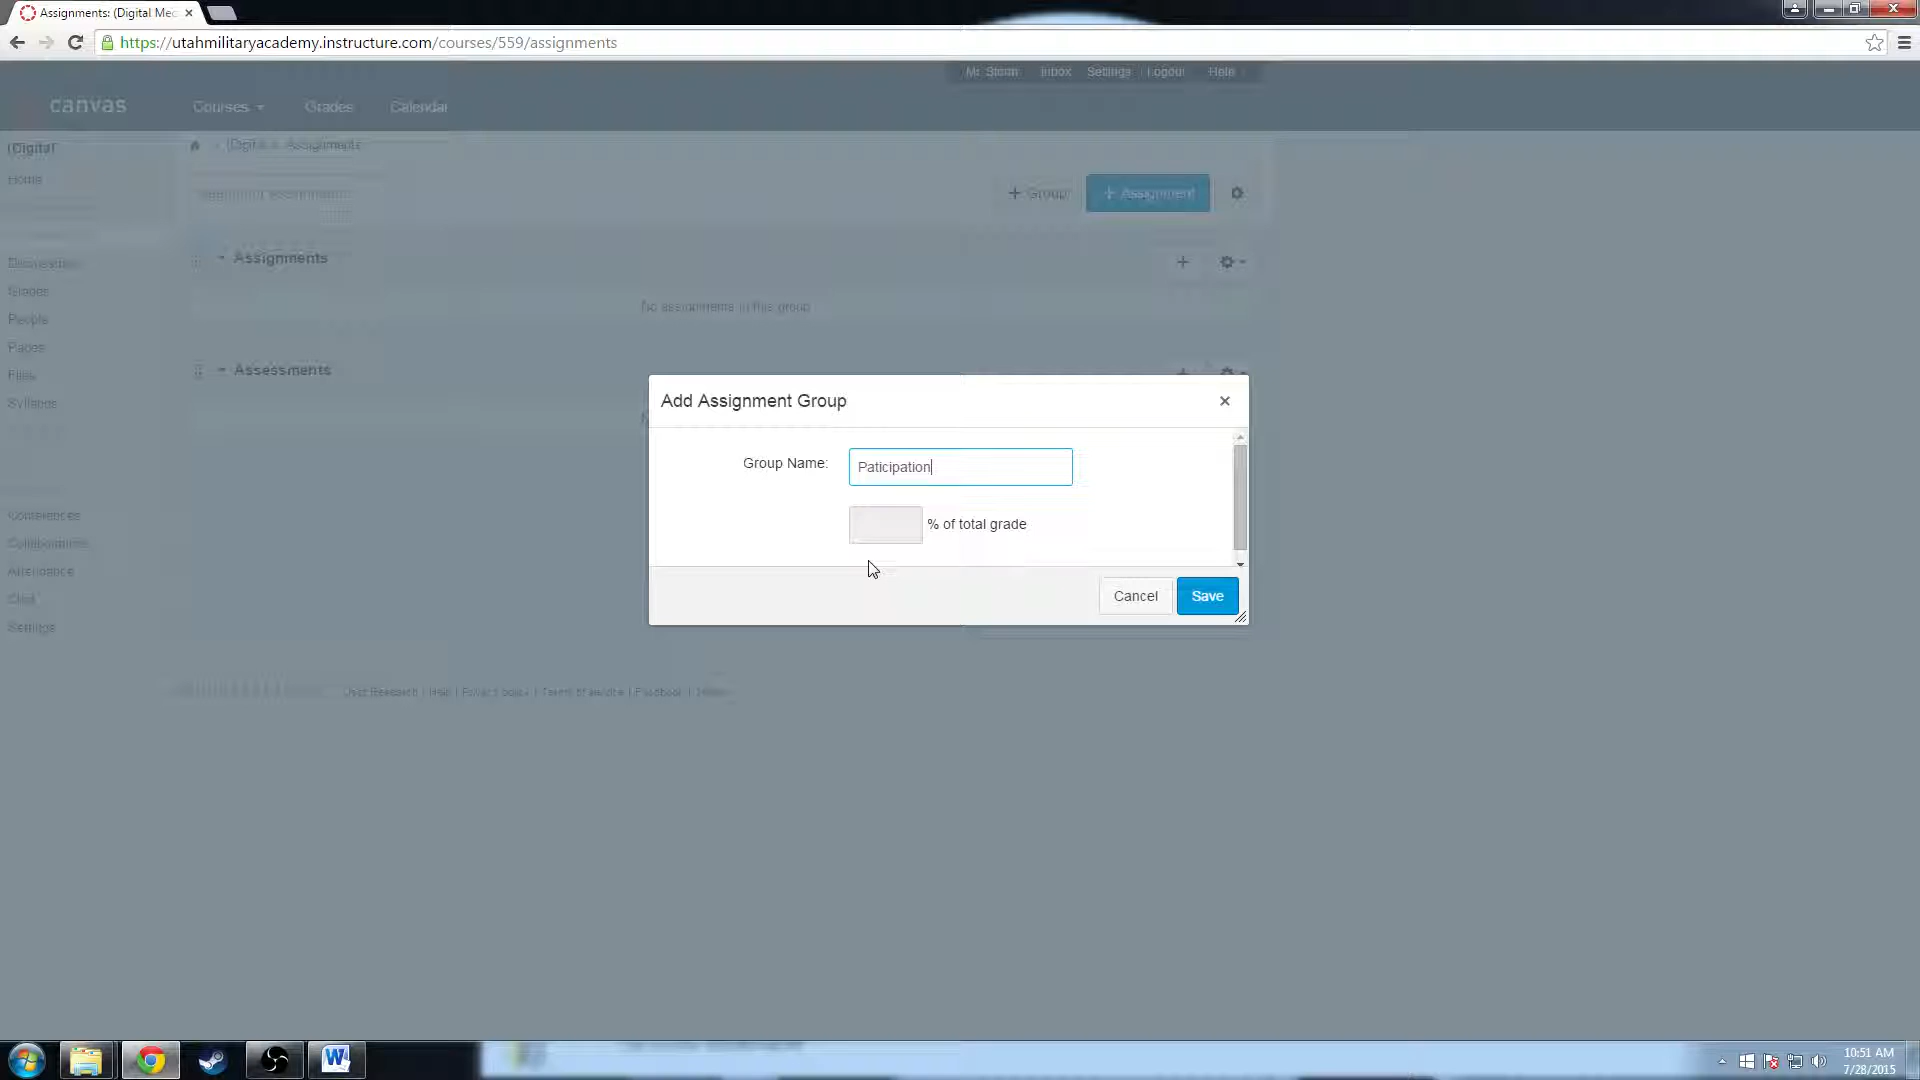 Assignments: (Digital Mec
https://utahmilitaryacademy.instructure.com/courses/559/assignments
Mr. Storm Inbox Settings Logout Help
canvas Courses Grades Calendar
(Digital
Assignments
Home
+ Group + Assignment
Assignments
Discussions
Grades
No assignments in this group
People
Pages
Assessments
Files
Syllabus
Add Assignment Group
Group Name: Paticipation
% of total grade
Cancel Save
Conferences
Collaborations
Attendance
Chat
Settings
User Research | Help | Privacy policy | Terms of service | Facebook |
10:51 AM
7/28/2015